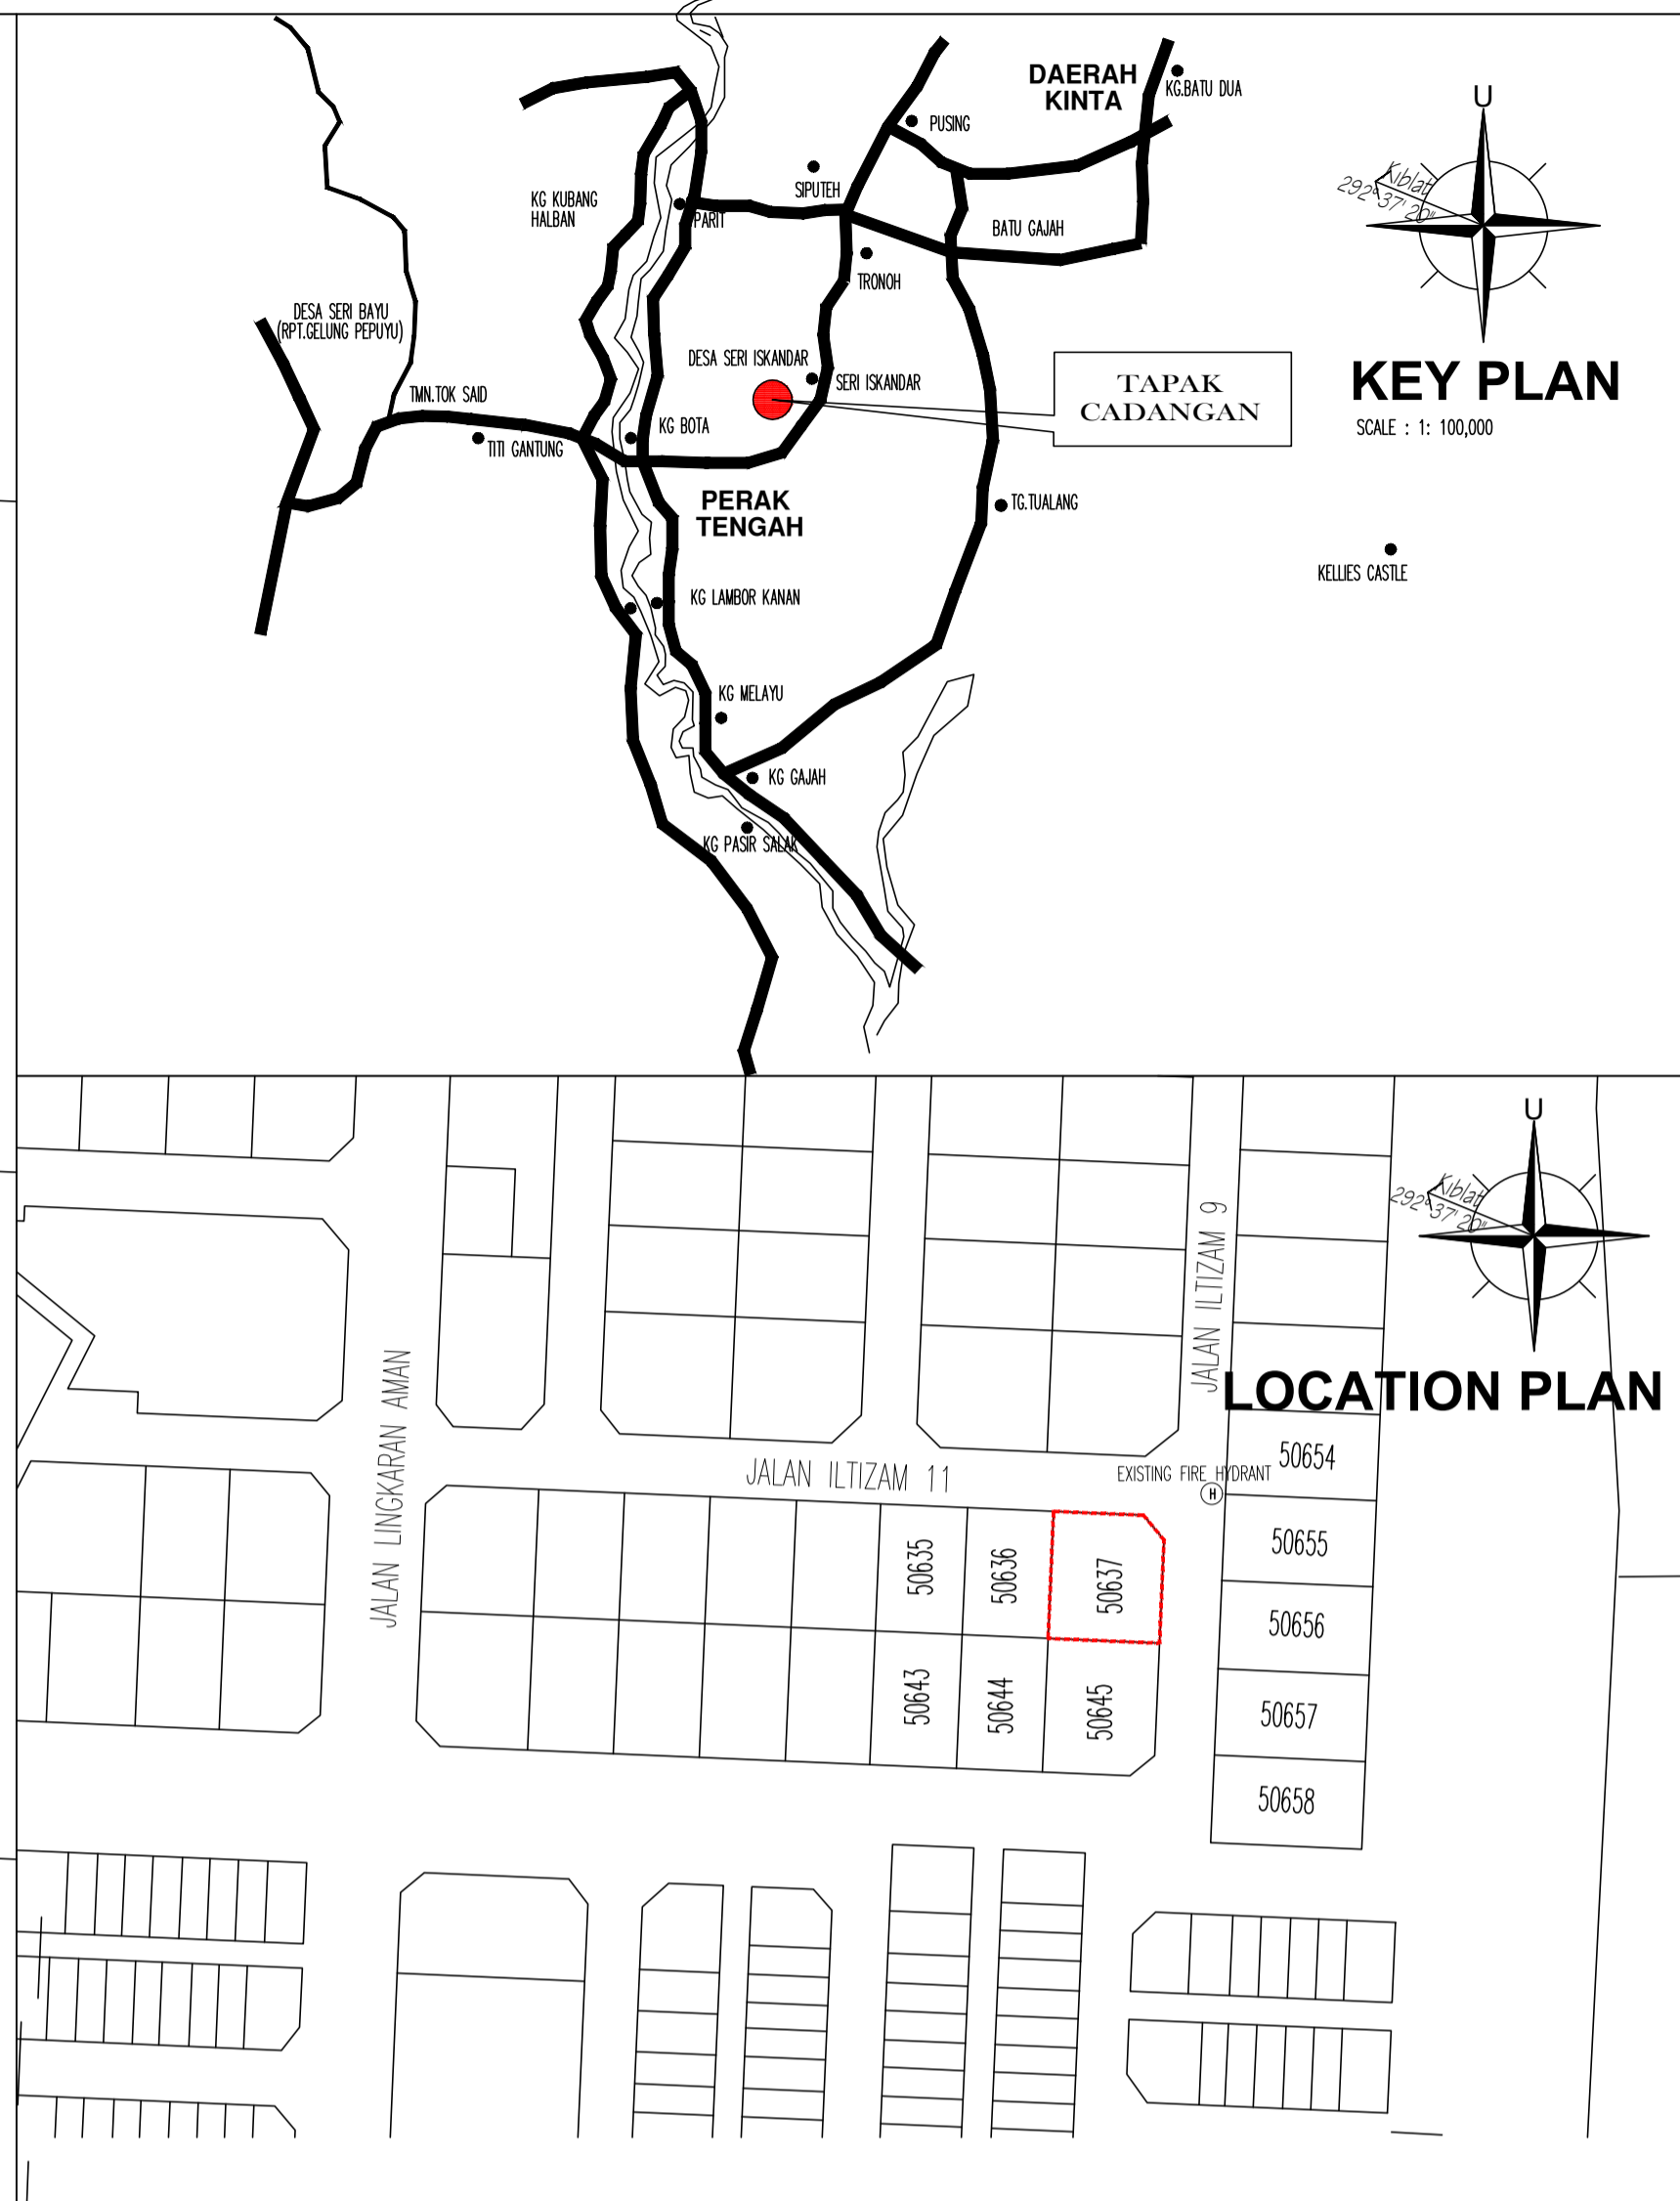 DAERAH
KINTA
KG.BATU DUA
PUSING
U
SIPUTEH
KG KUBANG
HALBAN
PARIT
BATU GAJAH
TRONOH
Kiblat
292° 37' 20"
DESA SERI BAYU
(RPT.GELUNG PEPUYU)
DESA SERI ISKANDAR
SERI ISKANDAR
TAPAK
CADANGAN
KEY PLAN
SCALE : 1: 100,000
TMN.TOK SAID
TITI GANTUNG
KG BOTA
PERAK
TENGAH
TG.TUALANG
KELLIES CASTLE
KG LAMBOR KANAN
KG MELAYU
KG GAJAH
KG PASIR SALAK
U
Kiblat
292° 37' 20"
JALAN ILTIZAM 9
LOCATION PLAN
JALAN LINGKARAN AMAN
JALAN ILTIZAM 11
EXISTING FIRE HYDRANT
H
50654
50655
50656
50657
50658
50635
50636
50637
50643
50644
50645